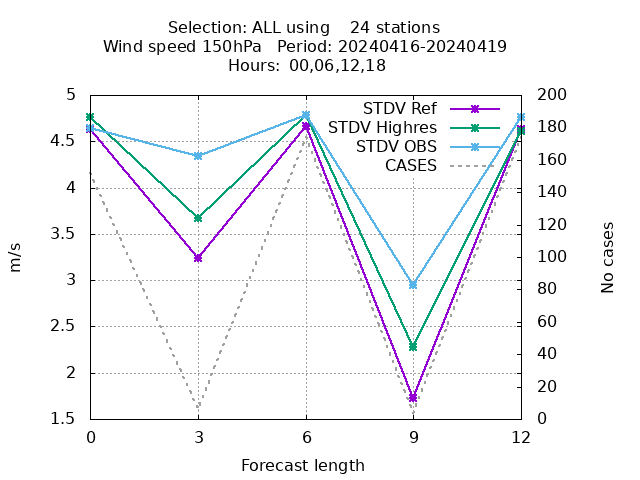 Selection: ALL using    24 stations
Wind speed 150hPa   Period: 20240416-20240419
Hours: 00,06,12,18
5
4.5
4
3.5
3
2.5
2
1.5
200
180
160
140
120
100
80
60
40
20
0
STDV Ref
STDV Highres
STDV OBS
CASES
m/s
No cases
0 3 6 9 12
Forecast length